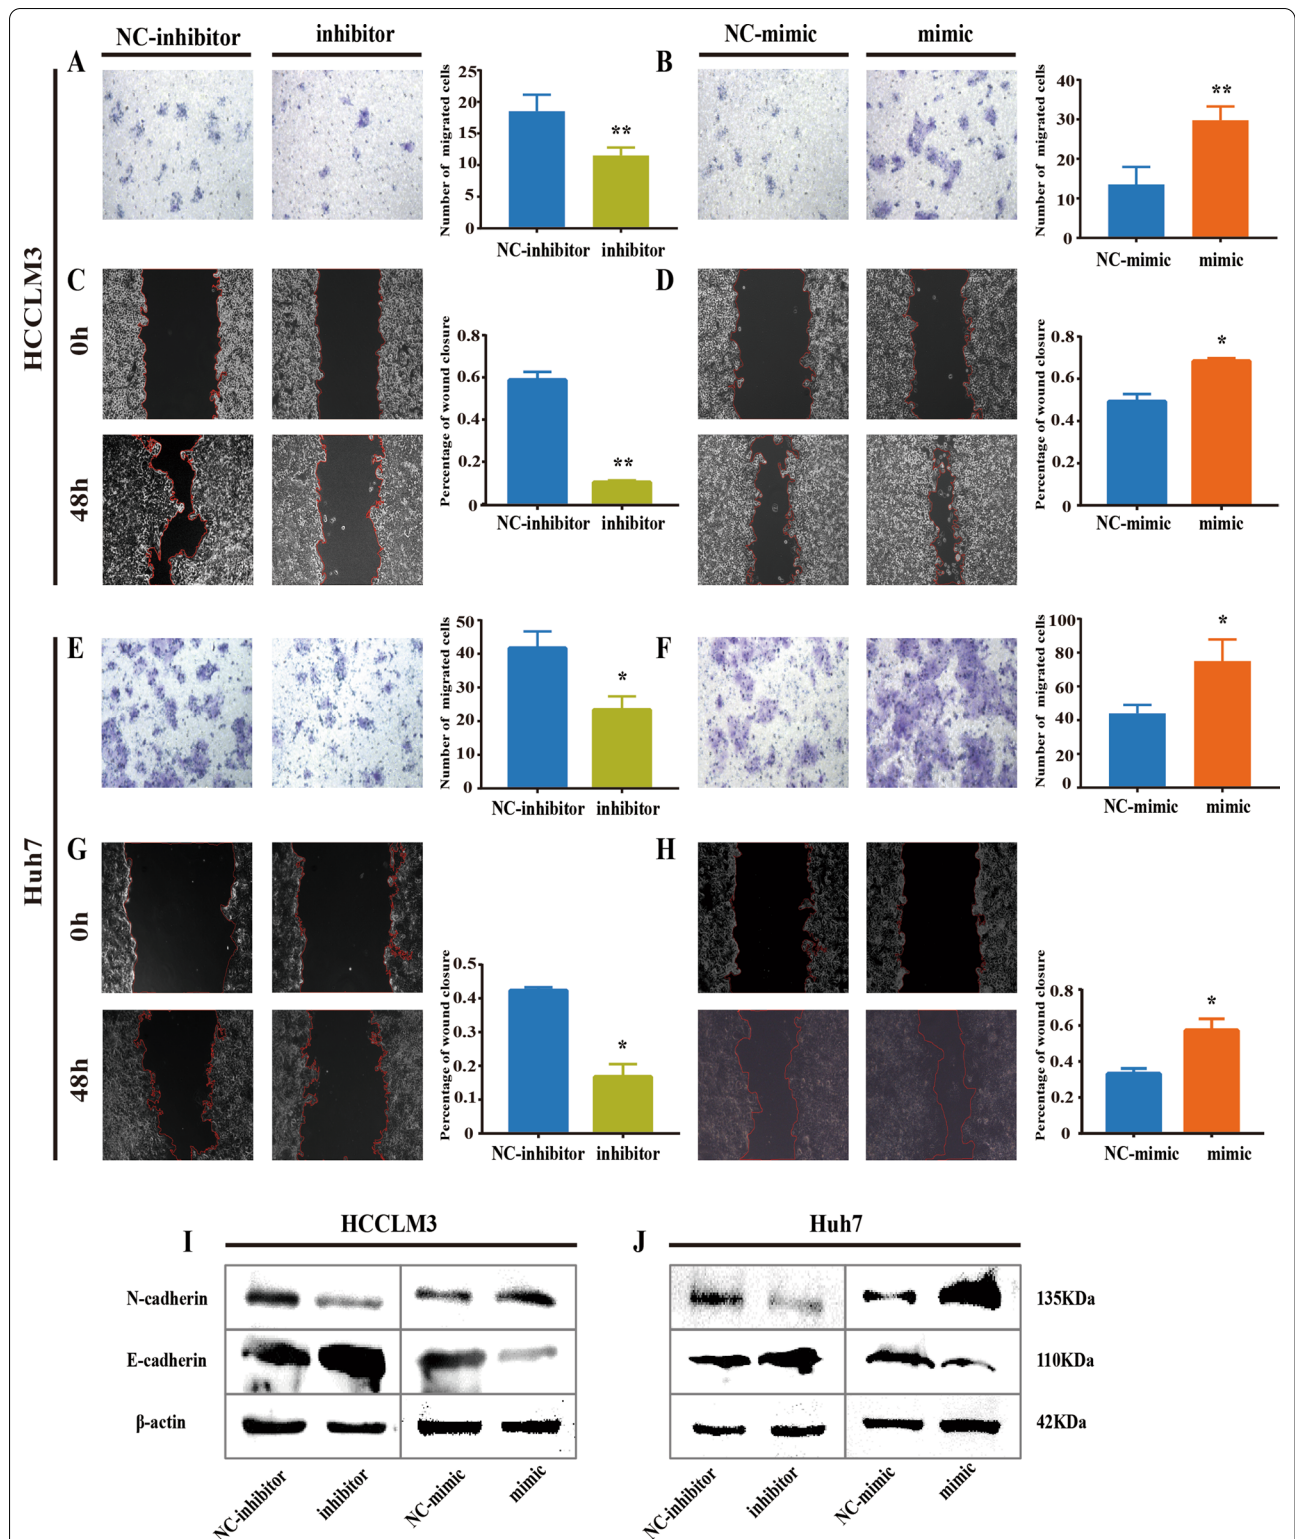 NC-inhibitor inhibitor NC-mimic mimic
HCCLM3
A
Number of migrated cells
25
20
15
10
5
0
**
NC-inhibitor inhibitor
B
Number of migrated cells
40
30
20
10
0
**
NC-mimic mimic
C
0h
48h
Percentage of wound closure
0.8
0.6
0.4
0.2
0
**
NC-inhibitor inhibitor
D
Percentage of wound closure
0.8
0.6
0.4
0.2
0
*
NC-mimic mimic
Huh7
E
Number of migrated cells
50
40
30
20
10
0
*
NC-inhibitor inhibitor
F
Number of migrated cells
100
80
60
40
20
0
*
NC-mimic mimic
G
0h
48h
Percentage of wound closure
0.5
0.4
0.3
0.2
0.1
0
*
NC-inhibitor inhibitor
H
Percentage of wound closure
0.8
0.6
0.4
0.2
0
*
NC-mimic mimic
I HCCLM3 J Huh7
N-cadherin 135KDa
E-cadherin 110KDa
β-actin 42KDa
NC-inhibitor inhibitor NC-mimic mimic NC-inhibitor inhibitor NC-mimic mimic